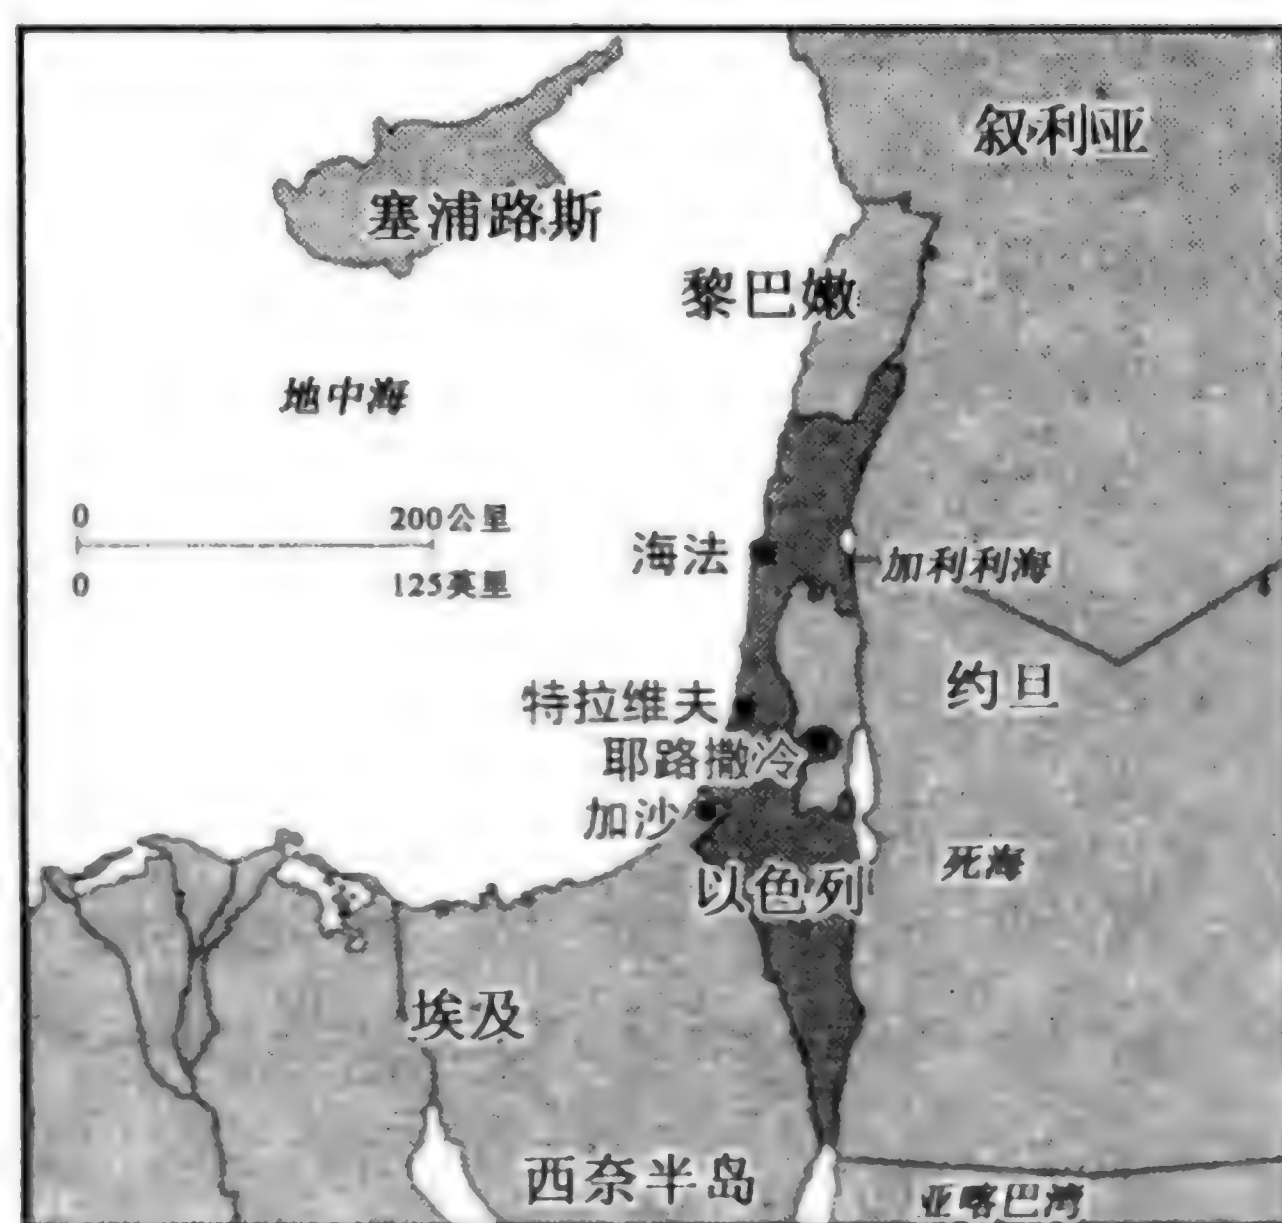 叙利亚
塞浦路斯
黎巴嫩
地中海
0 200公里
0 125英里
海法
加利利海
特拉维夫
约旦
耶路撒冷
加沙
死海
以色列
埃及
西奈半岛
亚喀巴湾